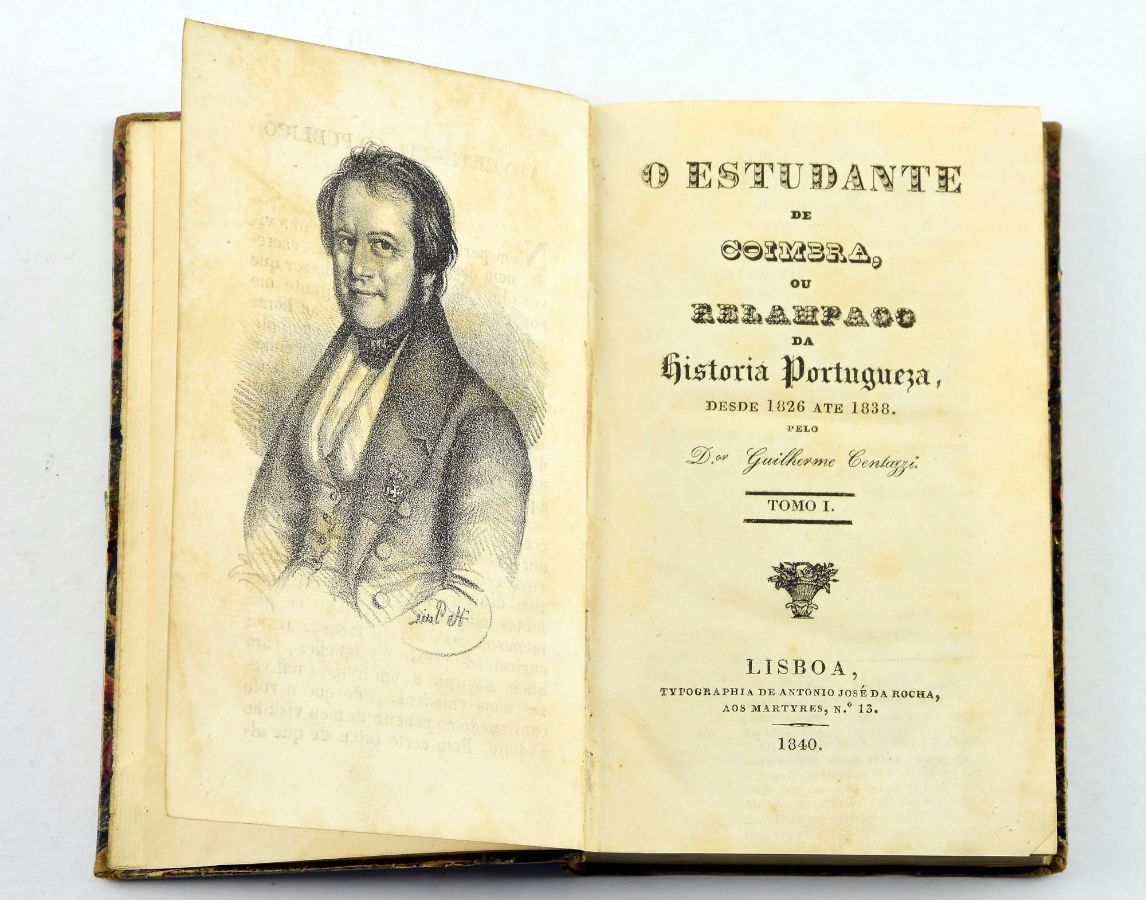 O ESTUDANTE
DE
COIMBRA,
OU
RELAMPAGO
DA
Historia Portugueza,
DESDE 1826 ATE 1838.
PELO
D.or Guilherme Centazzi.
TOMO I.
LISBOA,
TYPOGRAPHIA DE ANTONIO JOSÉ DA ROCHA,
AOS MARTYRES, N.º 13.
1840.